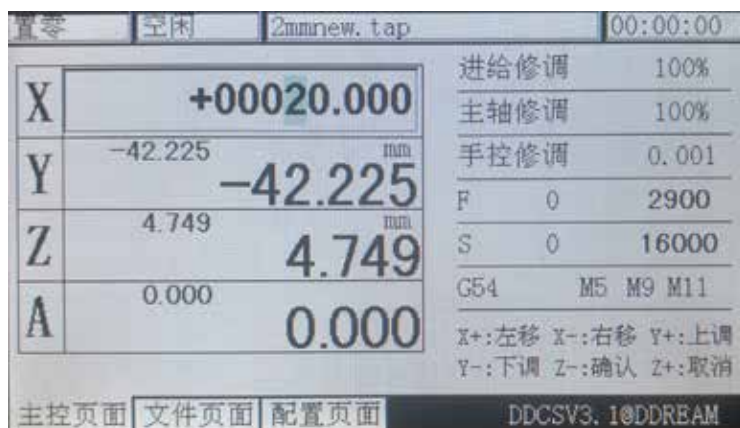 置零 空闲 2mmnew.tap 00:00:00
X +00020.000
Y -42.225 mm -42.225
Z 4.749 mm 4.749
A 0.000 0.000
进给修调 100%
主轴修调 100%
手控修调 0.001
F 0 2900
S 0 16000
G54 M5 M9 M11
X+:左移 X-:右移 Y+:上调
Y-:下调 Z-:确认 Z+:取消
主控页面 文件页面 配置页面 DDCSV3.1@DDREAM